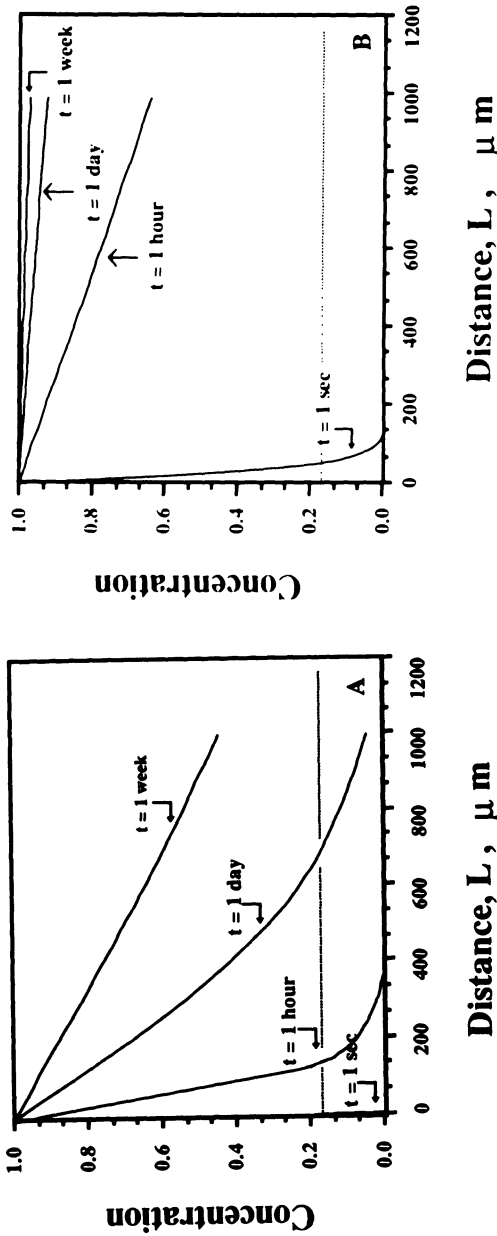 Concentration
1.0
0.8
0.6
0.4
0.2
0.0
t = 1 week
t = 1 day
t = 1 hour
t = 1 sec
A
0
200
400
600
800
1000
1200
Distance, L , μ m
Concentration
1.0
0.8
0.6
0.4
0.2
0.0
t = 1 week
t = 1 day
t = 1 hour
t = 1 sec
B
0
200
400
600
800
1000
1200
Distance, L , μ m